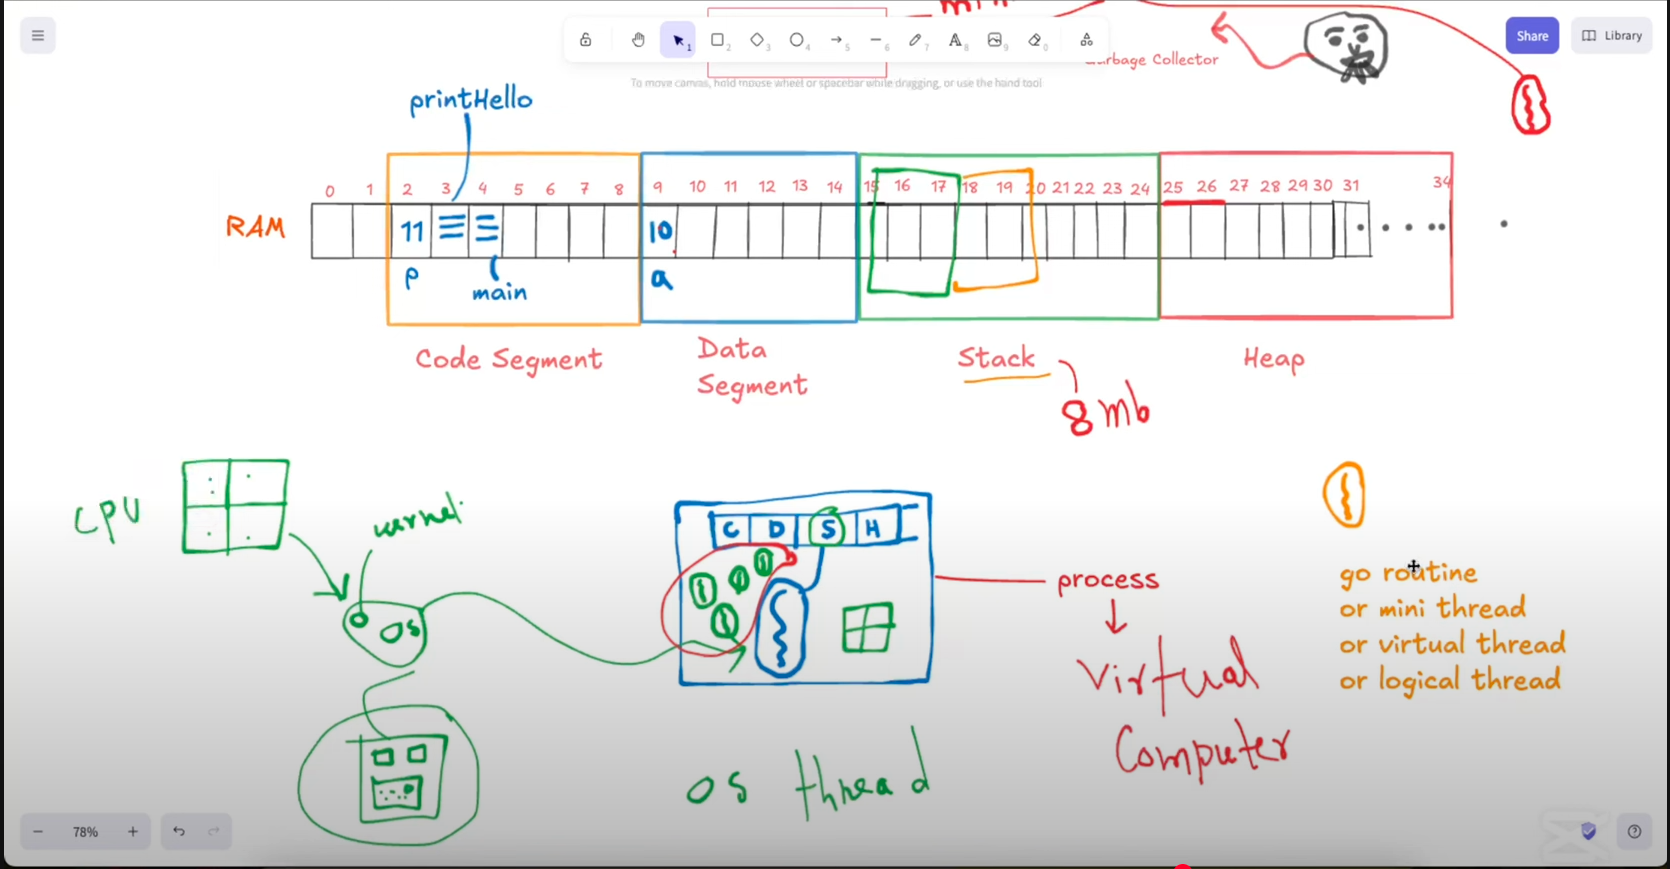 Share
Library
1
2
3
4
5
6
7
9
8
0
Garbage Collector
To move canvas, hold mouse wheel or spacebar while dragging, or use the hand tool
printHello
0 1 2 3 4 5 6 7 8 9 10 11 12 13 14 15 16 17 18 19 20 21 22 23 24 25 26 27 28 29 30 31 34
RAM
11
10
p
main
a
Code Segment
Data
Segment
Stack
Heap
8 mb
CPU
kernel
OS
C D S H
process
Virtual
Computer
go routine
or mini thread
or virtual thread
or logical thread
OS thread
78%